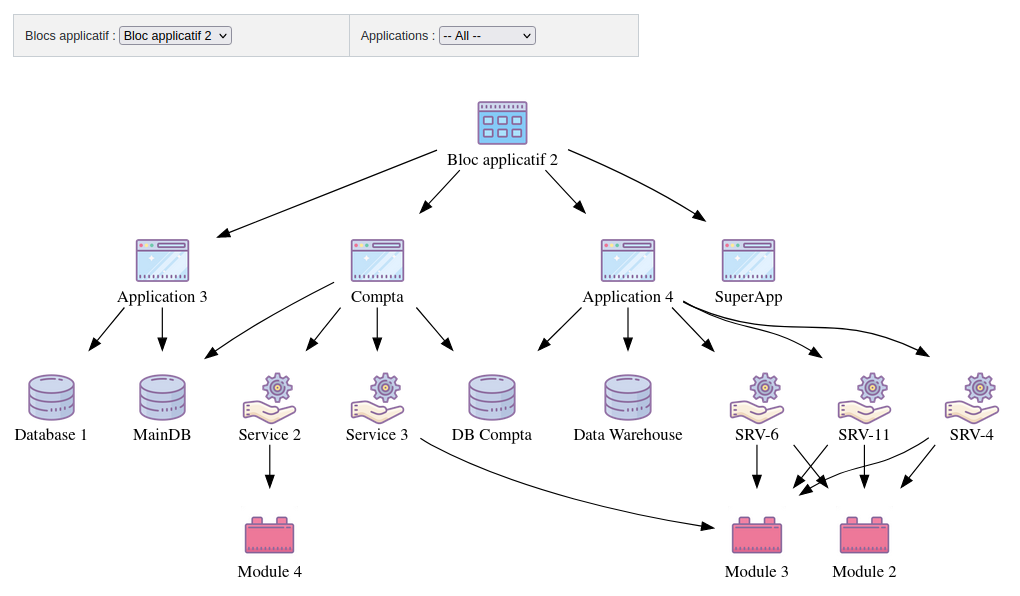 Blocs applicatif : Bloc applicatif 2 Applications : -- All --
Bloc applicatif 2
Application 3 Compta Application 4 SuperApp
Database 1 MainDB Service 2 Service 3 DB Compta Data Warehouse SRV-6 SRV-11 SRV-4
Module 4 Module 3 Module 2